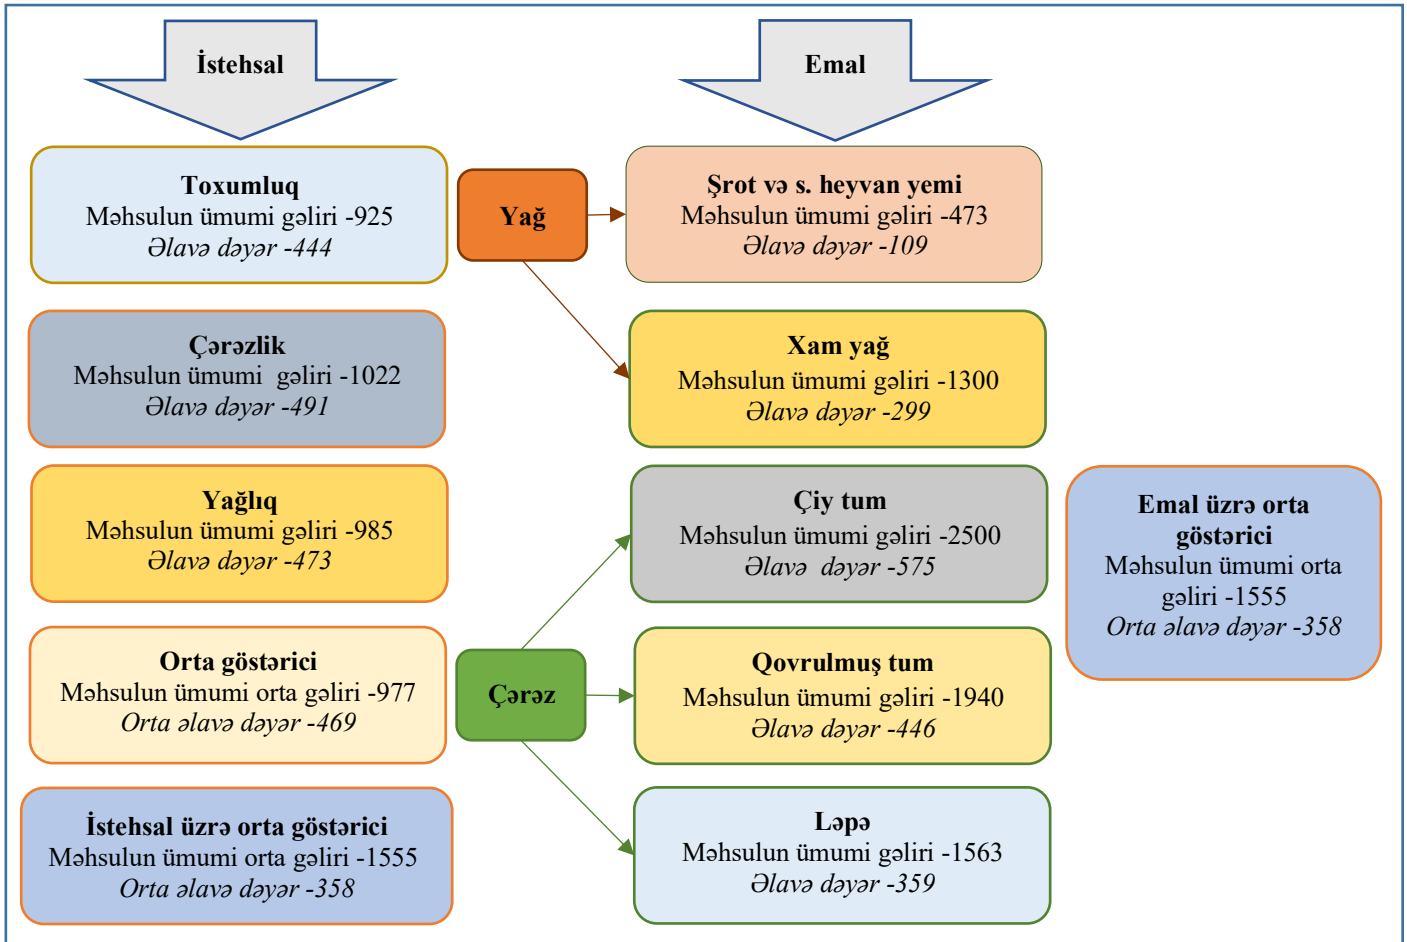 İstehsal
Emal
Toxumluq
Məhsulun ümumi gəliri -925
Əlavə dəyər -444
Yağ
Şrot və s. heyvan yemi
Məhsulun ümumi gəliri -473
Əlavə dəyər -109
Çərəzlik
Məhsulun ümumi gəliri -1022
Əlavə dəyər -491
Xam yağ
Məhsulun ümumi gəliri -1300
Əlavə dəyər -299
Yağlıq
Məhsulun ümumi gəliri -985
Əlavə dəyər -473
Çiy tum
Məhsulun ümumi gəliri -2500
Əlavə dəyər -575
Emal üzrə orta
göstərici
Məhsulun ümumi orta
gəliri -1555
Orta əlavə dəyər -358
Orta göstərici
Məhsulun ümumi orta gəliri -977
Orta əlavə dəyər -469
Çərəz
Qovrulmuş tum
Məhsulun ümumi gəliri -1940
Əlavə dəyər -446
İstehsal üzrə orta göstərici
Məhsulun ümumi orta gəliri -1555
Orta əlavə dəyər -358
Ləpə
Məhsulun ümumi gəliri -1563
Əlavə dəyər -359